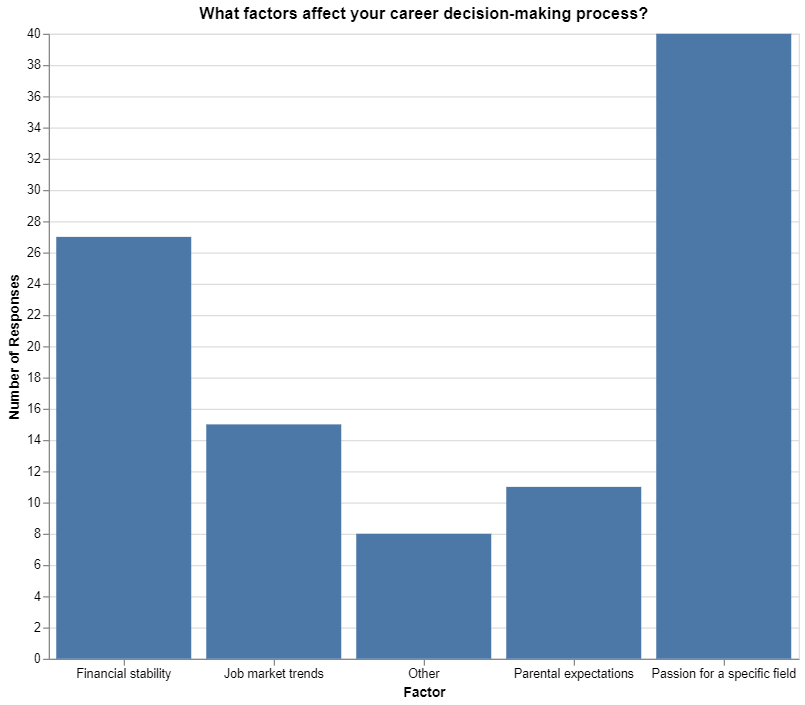 What factors affect your career decision-making process?
Number of Responses
40
38
36
34
32
30
28
26
24
22
20
18
16
14
12
10
8
6
4
2
0
Financial stability
Job market trends
Other
Parental expectations
Passion for a specific field
Factor